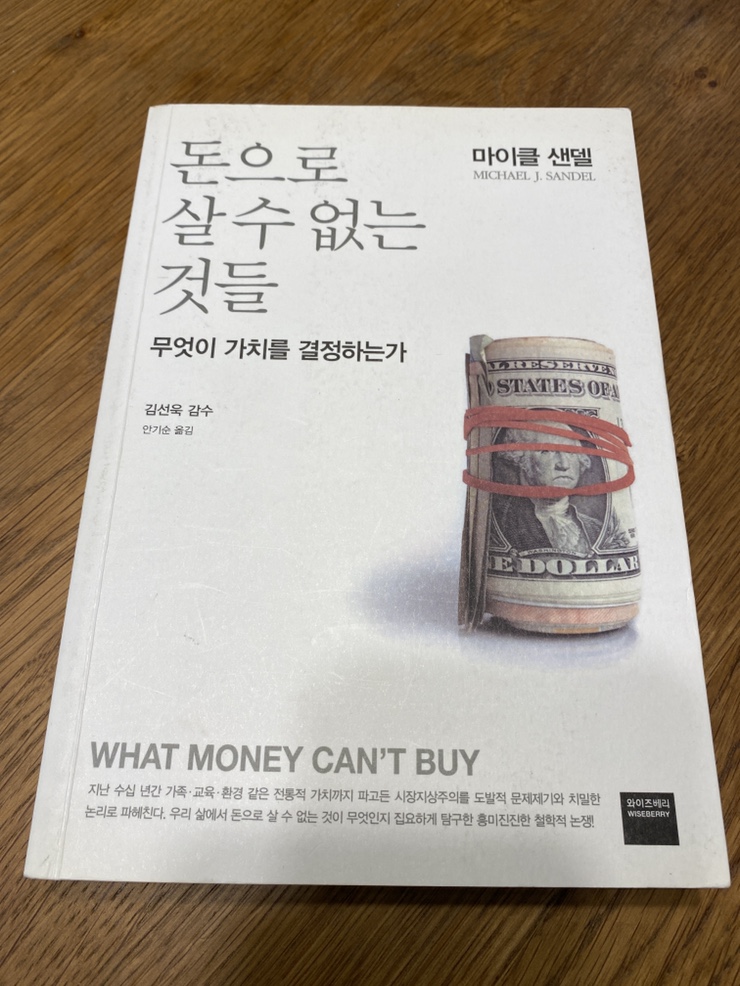 돈으로
살 수 없는
것들
마이클 샌델
MICHAEL J. SANDEL
무엇이 가치를 결정하는가
김선욱 감수
안기순 옮김
AL RESERVE
STATES OF A
WASHINGTON
E DOLLAR
WHAT MONEY CAN'T BUY
지난 수십 년간 가족·교육·환경 같은 전통적 가치까지 파고든 시장지상주의를 도발적 문제제기와 치밀한
논리로 파헤친다. 우리 삶에서 돈으로 살 수 없는 것이 무엇인지 집요하게 탐구한 흥미진진한 철학적 논쟁!
와이즈베리
WISEBERRY